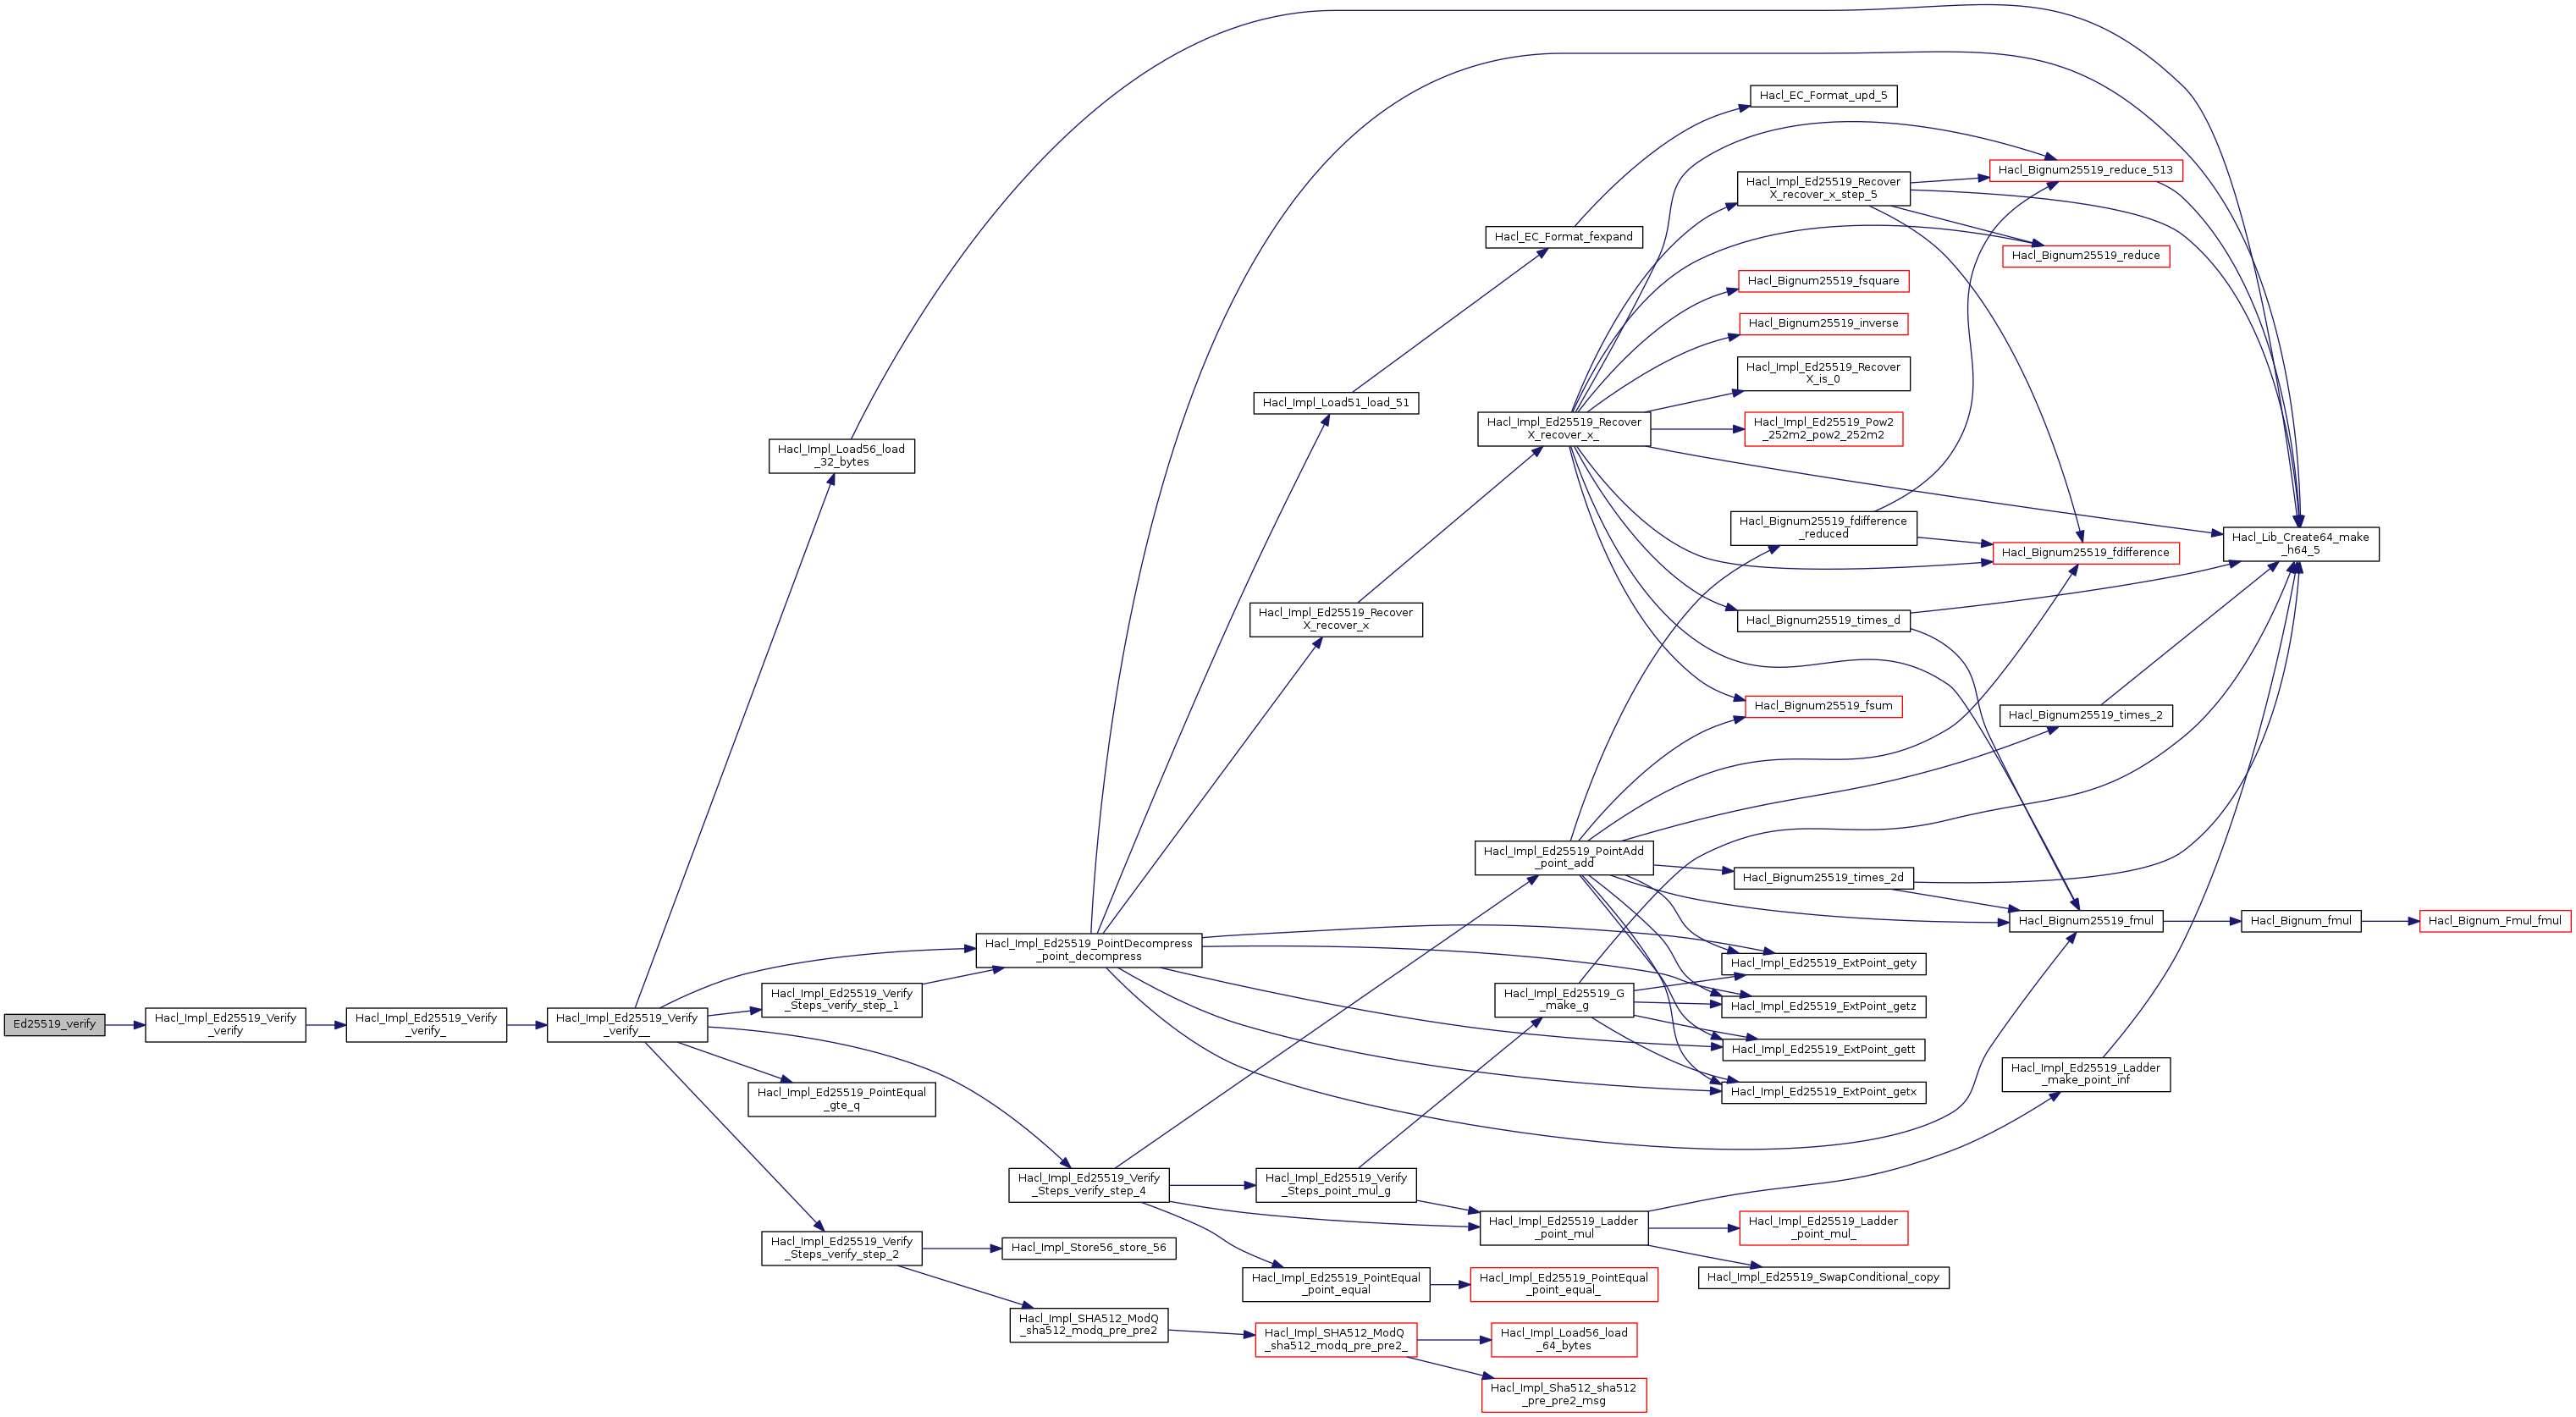 Ed25519_verify
Hacl_Impl_Ed25519_Verify
_verify
Hacl_Impl_Ed25519_Verify
_verify_
Hacl_Impl_Ed25519_Verify
_verify__
Hacl_Impl_Load56_load
_32_bytes
Hacl_Impl_Ed25519_Verify
_Steps_verify_step_1
Hacl_Impl_Ed25519_PointEqual
_gte_q
Hacl_Impl_Ed25519_Verify
_Steps_verify_step_2
Hacl_Impl_Ed25519_PointDecompress
_point_decompress
Hacl_Impl_Ed25519_Verify
_Steps_verify_step_4
Hacl_Impl_Store56_store_56
Hacl_Impl_SHA512_ModQ
_sha512_modq_pre_pre2
Hacl_Impl_Load51_load_51
Hacl_Impl_Ed25519_Recover
X_recover_x
Hacl_Impl_Ed25519_Verify
_Steps_point_mul_g
Hacl_Impl_Ed25519_PointEqual
_point_equal
Hacl_Impl_SHA512_ModQ
_sha512_modq_pre_pre2_
Hacl_EC_Format_fexpand
Hacl_Impl_Ed25519_Recover
X_recover_x_
Hacl_Impl_Ed25519_PointAdd
_point_add
Hacl_Impl_Ed25519_G
_make_g
Hacl_Impl_Ed25519_Ladder
_point_mul
Hacl_Impl_Ed25519_PointEqual
_point_equal_
Hacl_Impl_Load56_load
_64_bytes
Hacl_Impl_Sha512_sha512
_pre_pre2_msg
Hacl_EC_Format_upd_5
Hacl_Impl_Ed25519_Recover
X_recover_x_step_5
Hacl_Bignum25519_fsquare
Hacl_Bignum25519_inverse
Hacl_Impl_Ed25519_Recover
X_is_0
Hacl_Impl_Ed25519_Pow2
_252m2_pow2_252m2
Hacl_Bignum25519_fdifference
_reduced
Hacl_Bignum25519_times_d
Hacl_Bignum25519_fsum
Hacl_Bignum25519_times_2d
Hacl_Impl_Ed25519_ExtPoint_gety
Hacl_Impl_Ed25519_ExtPoint_getz
Hacl_Impl_Ed25519_ExtPoint_gett
Hacl_Impl_Ed25519_ExtPoint_getx
Hacl_Impl_Ed25519_Ladder
_point_mul_
Hacl_Impl_Ed25519_SwapConditional_copy
Hacl_Bignum25519_reduce_513
Hacl_Bignum25519_reduce
Hacl_Bignum25519_fdifference
Hacl_Bignum25519_times_2
Hacl_Bignum25519_fmul
Hacl_Impl_Ed25519_Ladder
_make_point_inf
Hacl_Lib_Create64_make
_h64_5
Hacl_Bignum_fmul
Hacl_Bignum_Fmul_fmul